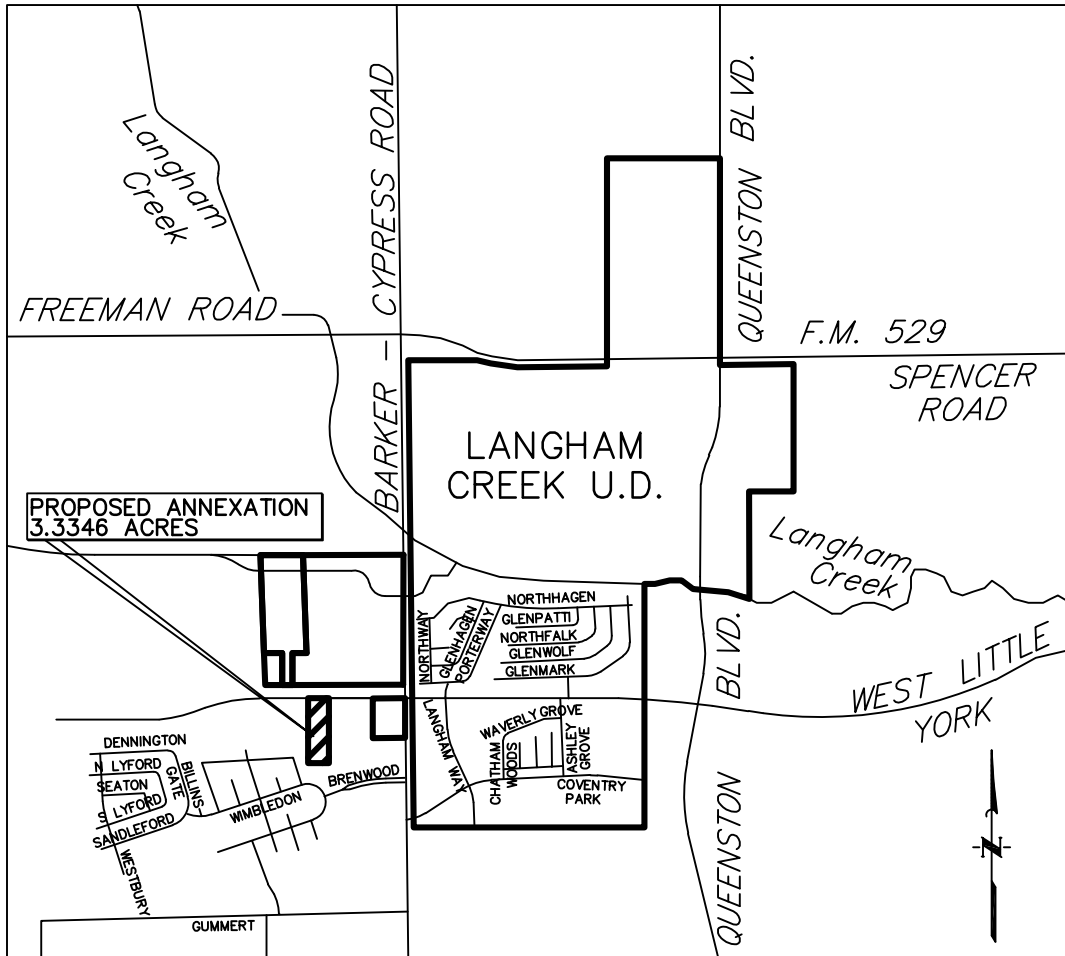 Langham
Creek
BARKER – CYPRESS ROAD
QUEENSTON BLVD.
FREEMAN ROAD
F.M. 529
SPENCER
ROAD
LANGHAM
CREEK U.D.
PROPOSED ANNEXATION
3.3346 ACRES
Langham
Creek
NORTHHAGEN
GLENPATTI
NORTHFALK
GLENWOLF
GLENMARK
NORTHWAY
GLENHAGEN
PORTERWAY
QUEENSTON BLVD.
WEST LITTLE
YORK
LANGHAM WAY
WAVERLY GROVE
CHATHAM
WOODS
ASHLEY
GROVE
COVENTRY
PARK
DENNINGTON
N LYFORD
SEATON
S LYFORD
SANDLEFORD
BILLINS-
GATE
WIMBLEDON
BRENWOOD
WESTBURY
GUMMERT
N